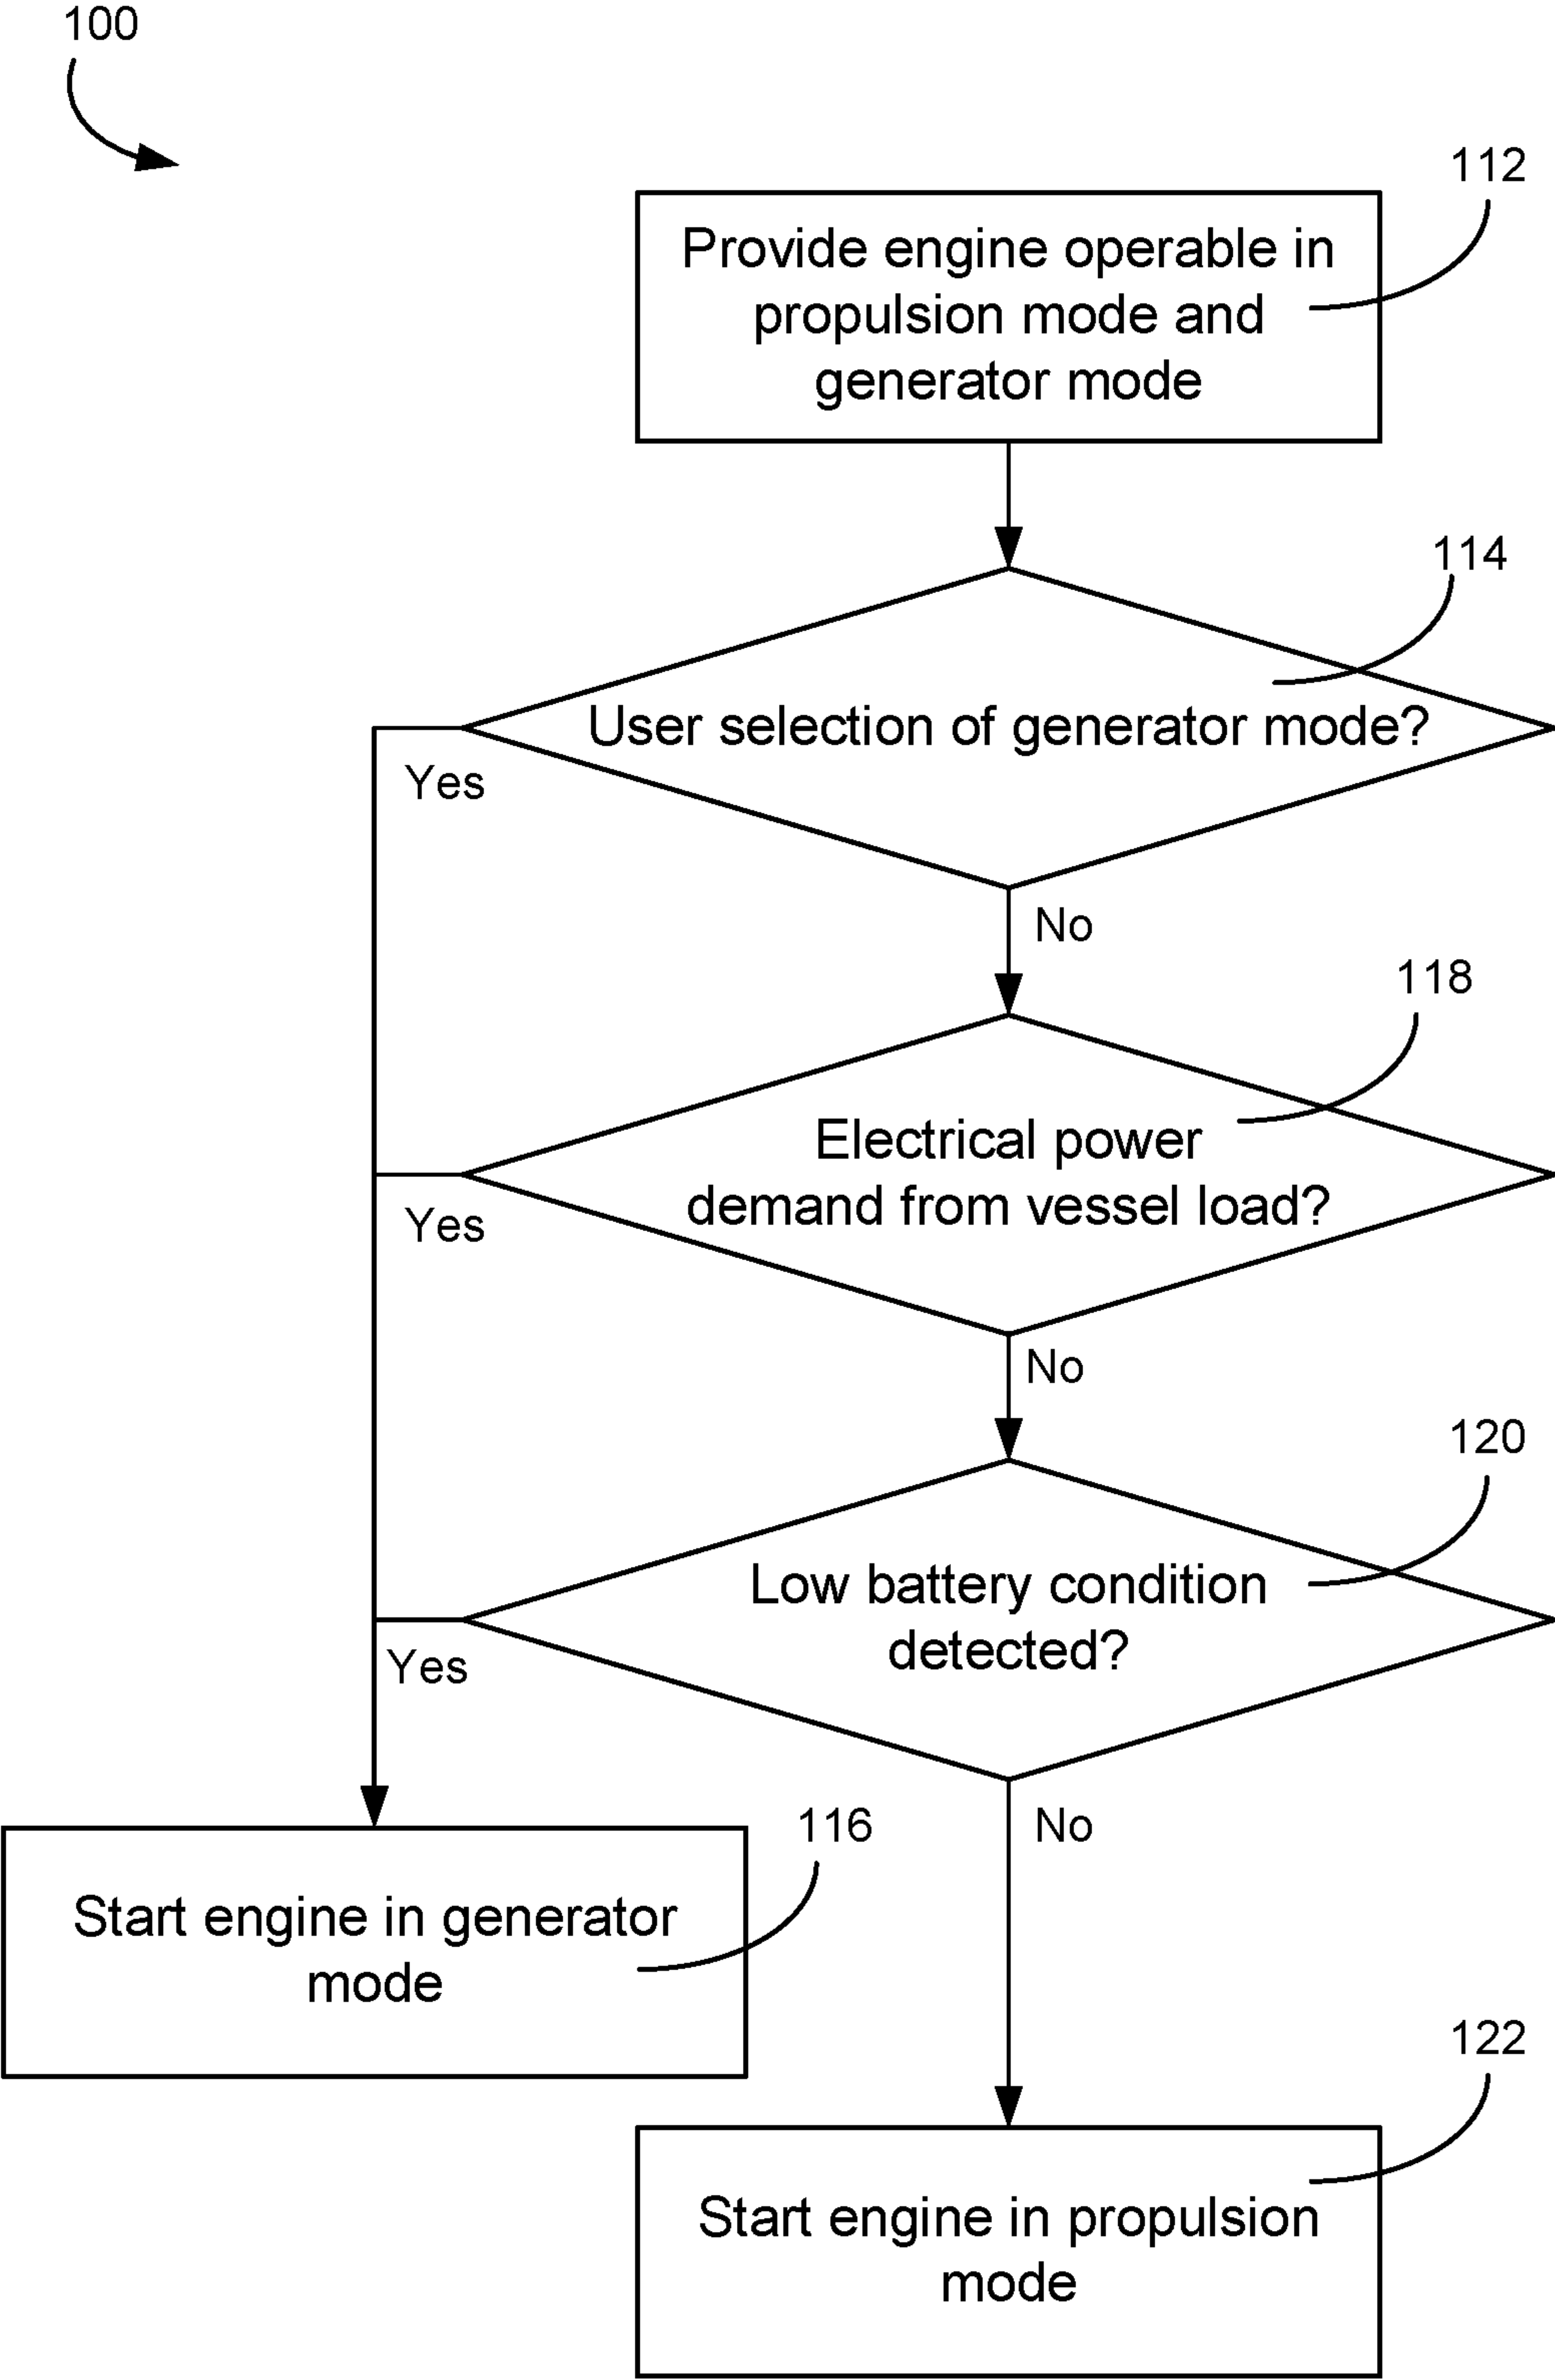 100
112
Provide engine operable in
propulsion mode and
generator mode
114
User selection of generator mode?
Yes
No
118
Electrical power
demand from vessel load?
Yes
No
120
Low battery condition
detected?
Yes
No
116
Start engine in generator
mode
122
Start engine in propulsion
mode